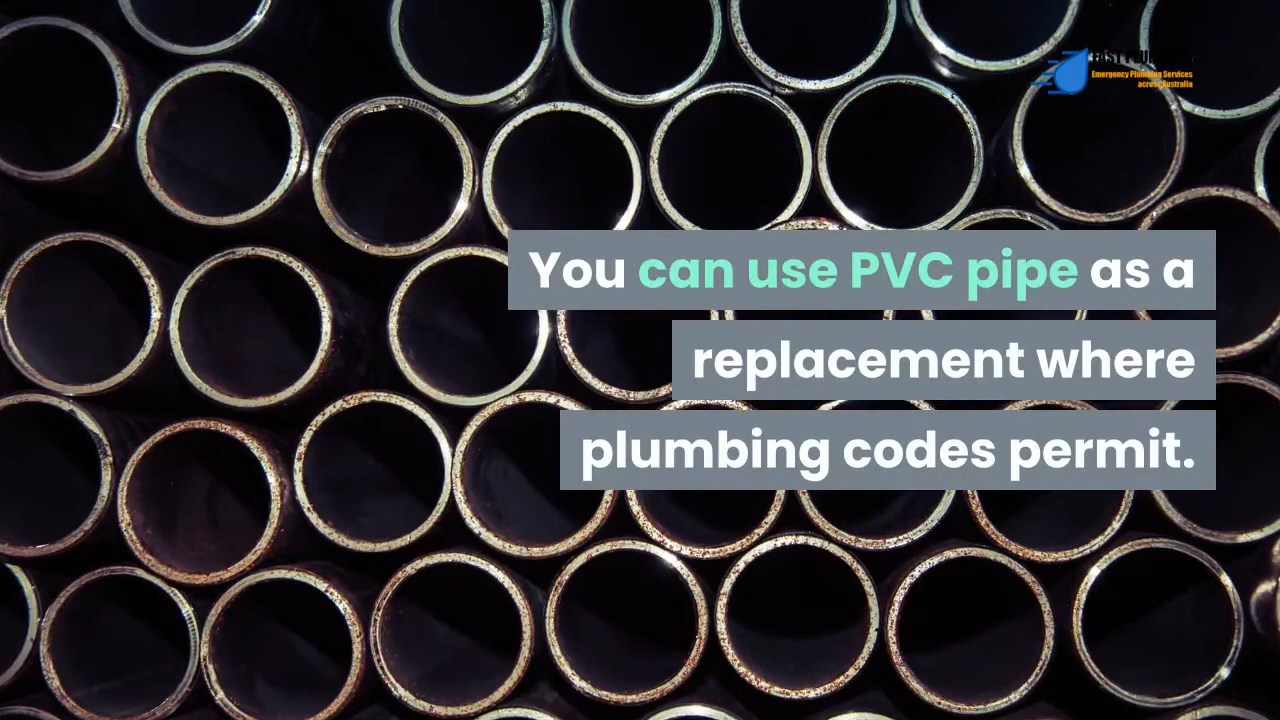 Emergency Plumbing Services
across Australia
You can use PVC pipe as a
replacement where
plumbing codes permit.